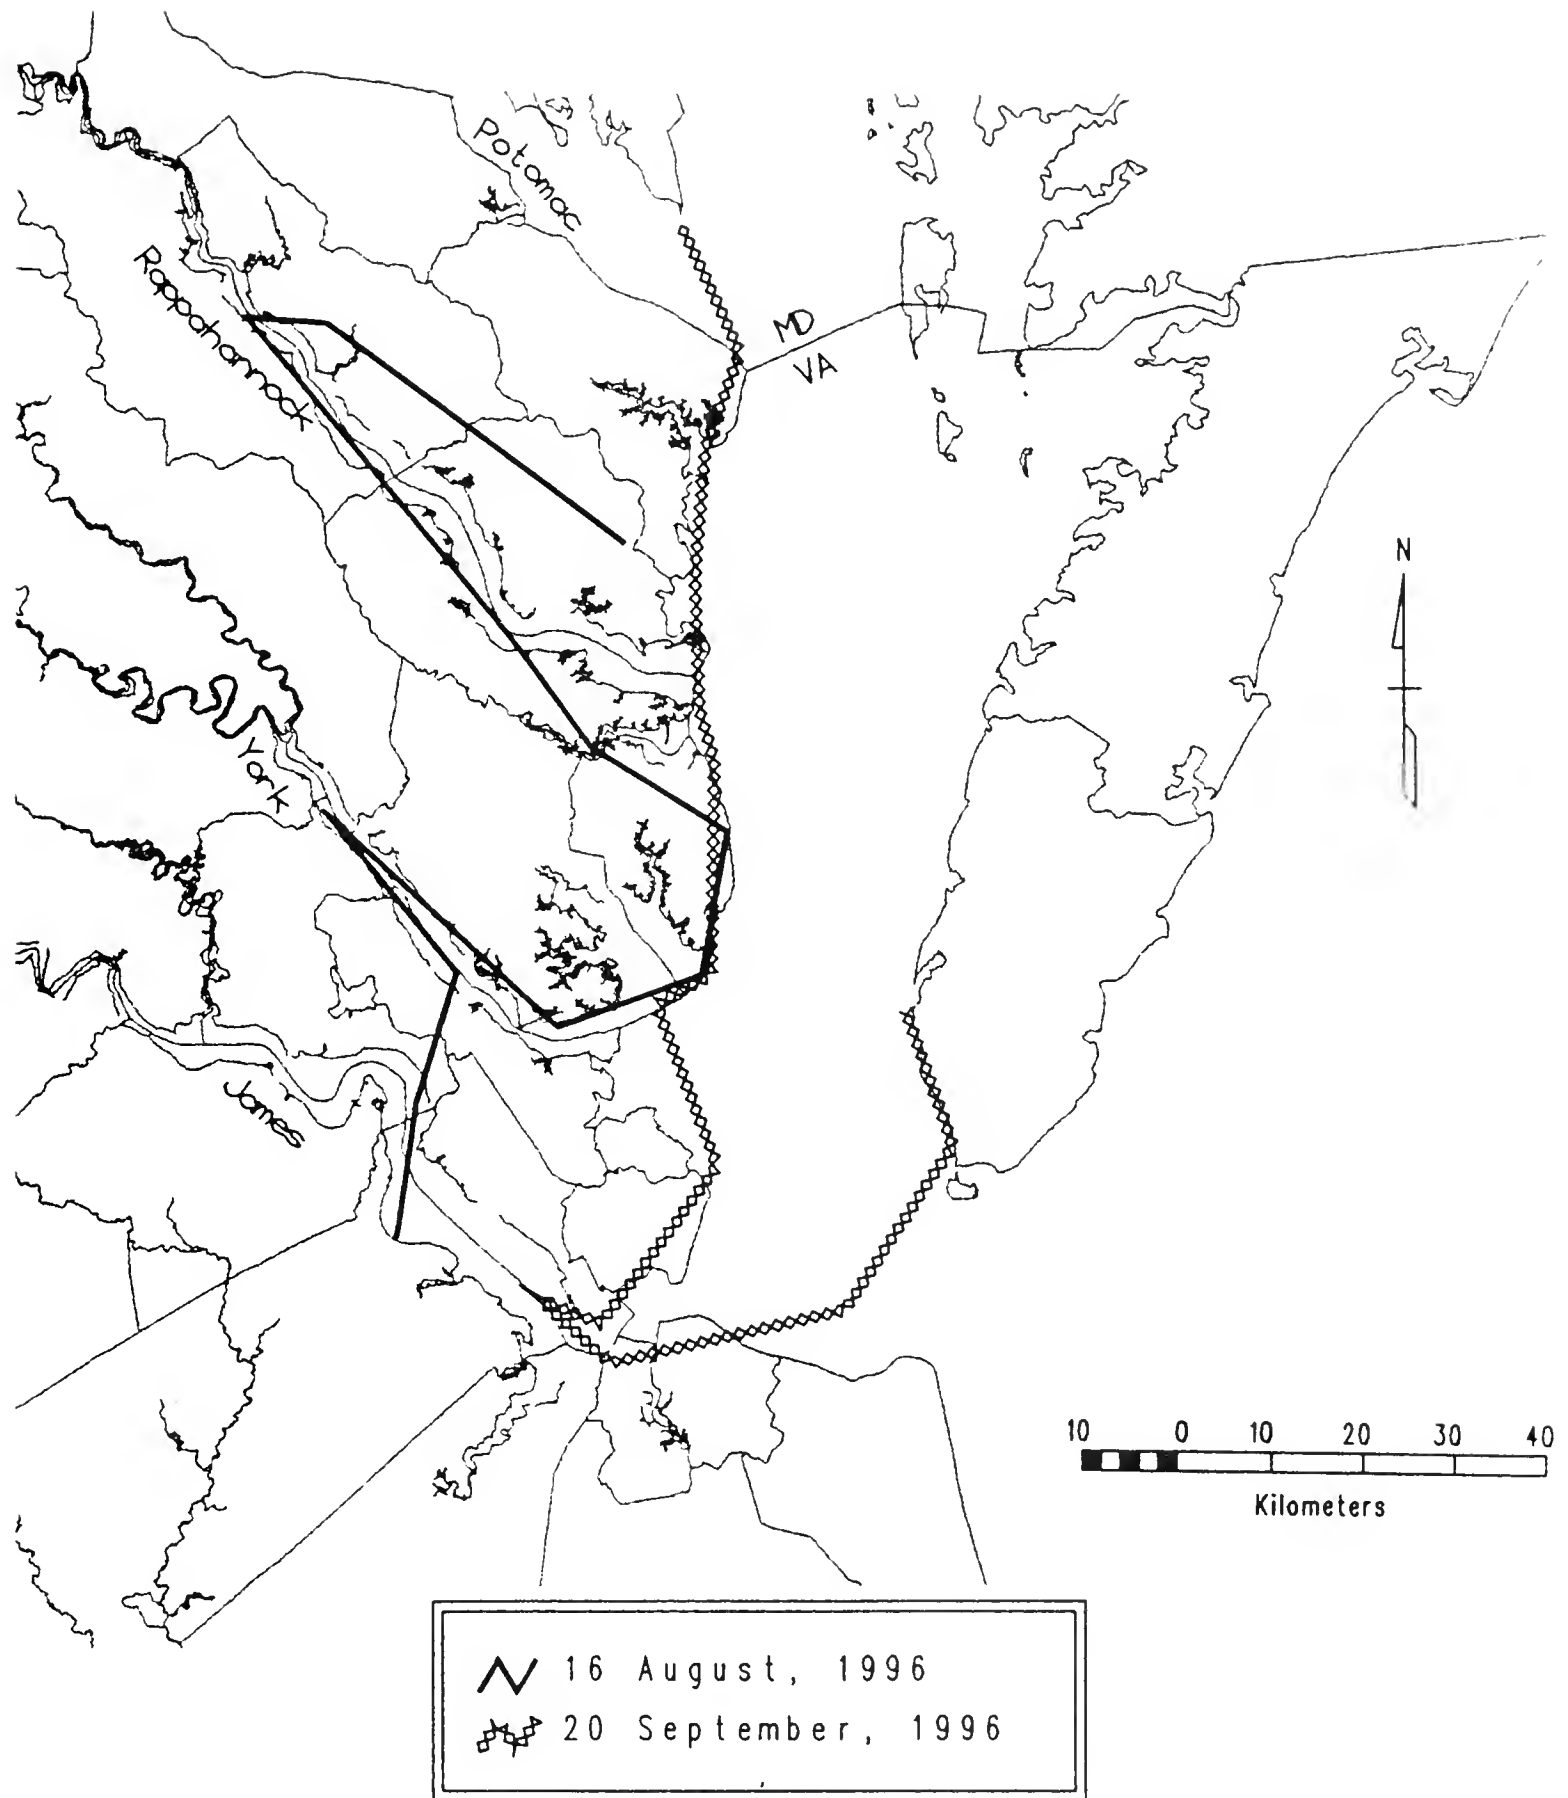 Potomac
Rappahannock
MD
VA
N
York
James
10 0 10 20 30 40
Kilometers
16 August, 1996
20 September, 1996